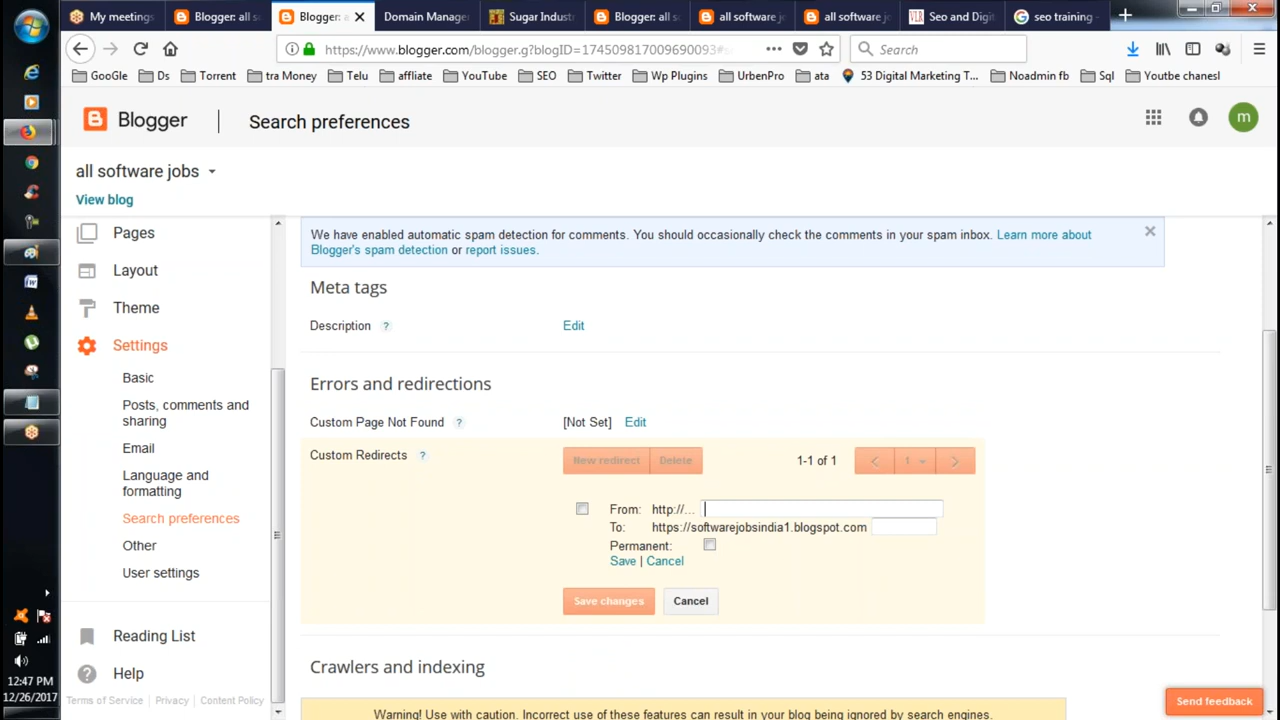 My meetings
Blogger: all s
Blogger: a
Domain Manage
Sugar Indust
Blogger: all s
all software j
all software jo
Seo and Digi
seo training -
https://www.blogger.com/blogger.g?blogID=1745098170096900​93#s
Search
GooGle
Ds
Torrent
tra Money
Telu
affliate
YouTube
SEO
Twitter
Wp Plugins
UrbenPro
ata
53 Digital Marketing T...
Noadmin fb
Sql
Youtbe chanesl
Blogger
Search preferences
m
all software jobs
View blog
Pages
Layout
Theme
Settings
Basic
Posts, comments and
sharing
Email
Language and
formatting
Search preferences
Other
User settings
Reading List
Help
Terms of Service | Privacy | Content Policy
We have enabled automatic spam detection for comments. You should occasionally check the comments in your spam inbox. Learn more about
Blogger's spam detection or report issues.
Meta tags
Description ? Edit
Errors and redirections
Custom Page Not Found ? [Not Set] Edit
Custom Redirects ? New redirect Delete 1-1 of 1 < 1 >
From: http://...
To: https://softwarejobsindia1.blogspot.com
Permanent:
Save | Cancel
Save changes Cancel
Crawlers and indexing
Warning! Use with caution. Incorrect use of these features can result in your blog being ignored by search engines.
Send feedback
12:47 PM
12/26/2017